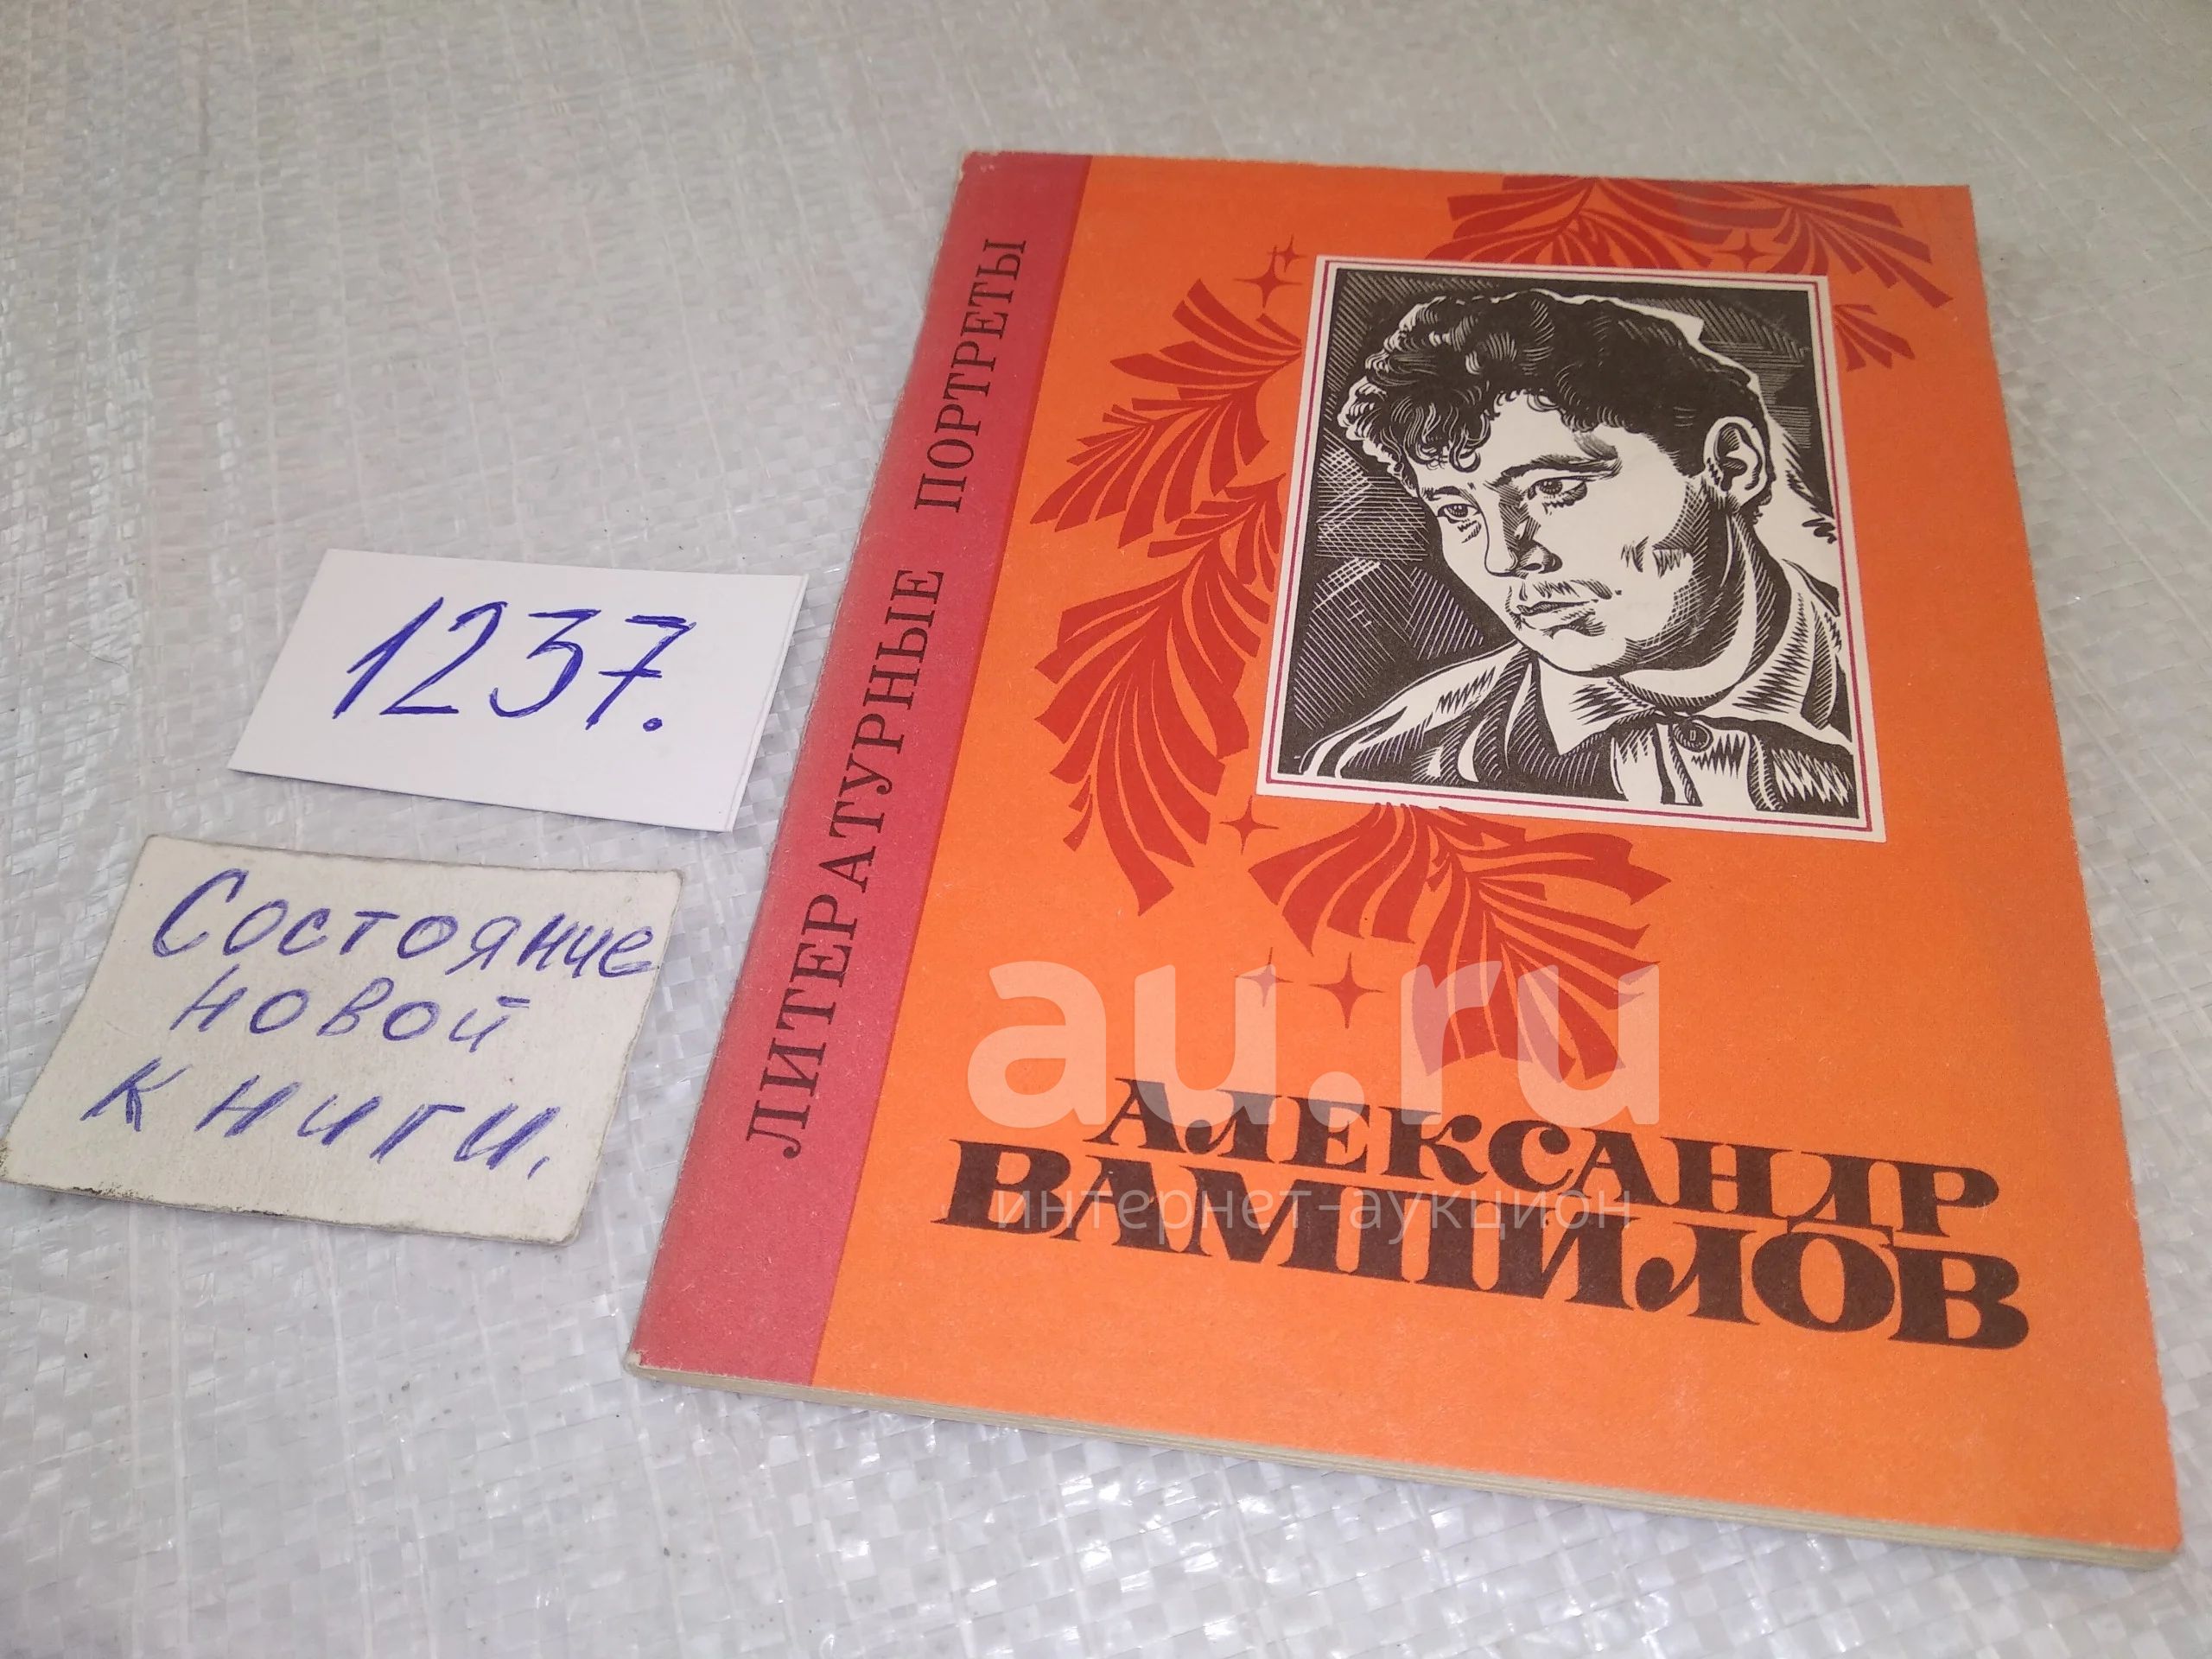 1237.
Состояние
новой
книги.
ЛИТЕРАТУРНЫЕ ПОРТРЕТЫ
au.ru
АЛЕКСАНДР
интернет-аукцион
ВАМПИЛОВ